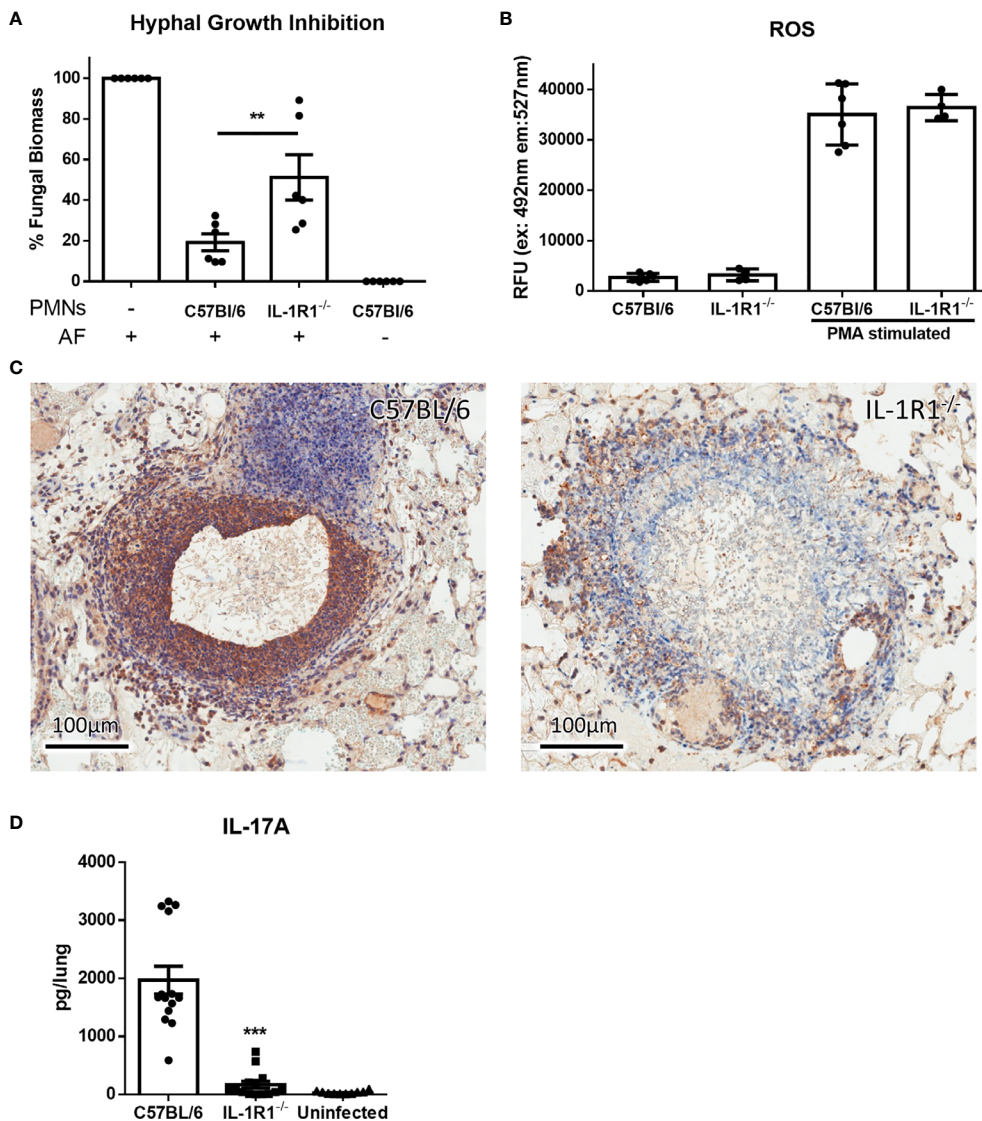 A
Hyphal Growth Inhibition
% Fungal Biomass
100
80
60
40
20
0
**
PMNs - C57Bl/6 IL-1R1-/- C57Bl/6
AF + + + -
B
ROS
RFU (ex: 492nm em:527nm)
40000
30000
20000
10000
0
C57Bl/6 IL-1R1-/- C57Bl/6 IL-1R1-/-
PMA stimulated
C
C57BL/6
100µm
IL-1R1-/-
100µm
D
IL-17A
pg/lung
4000
3000
2000
1000
0
***
C57BL/6 IL-1R1-/- Uninfected